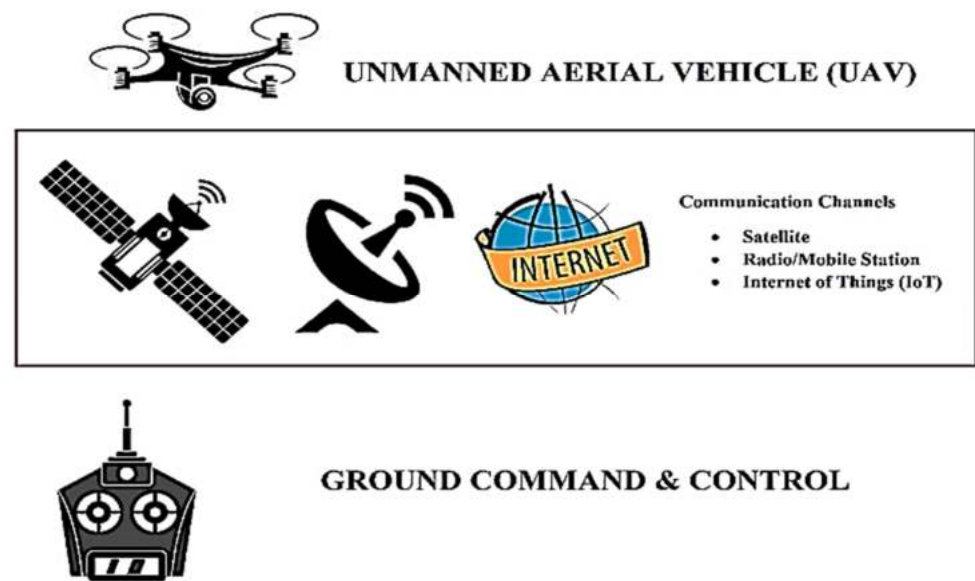 UNMANNED AERIAL VEHICLE (UAV)
INTERNET
Communication Channels
• Satellite
• Radio/Mobile Station
• Internet of Things (IoT)
GROUND COMMAND & CONTROL